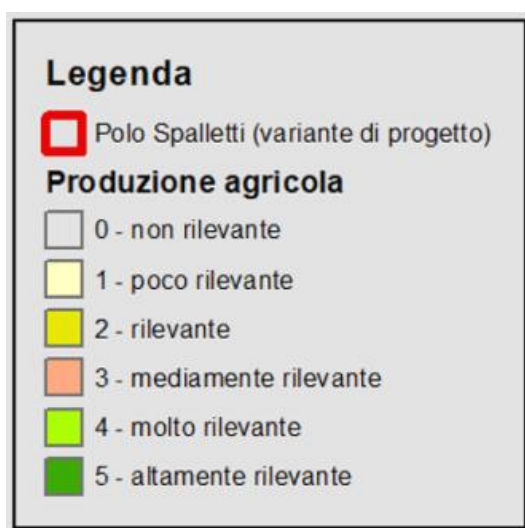 Legenda
Polo Spalletti (variante di progetto)
Produzione agricola
0 - non rilevante
1 - poco rilevante
2 - rilevante
3 - mediamente rilevante
4 - molto rilevante
5 - altamente rilevante